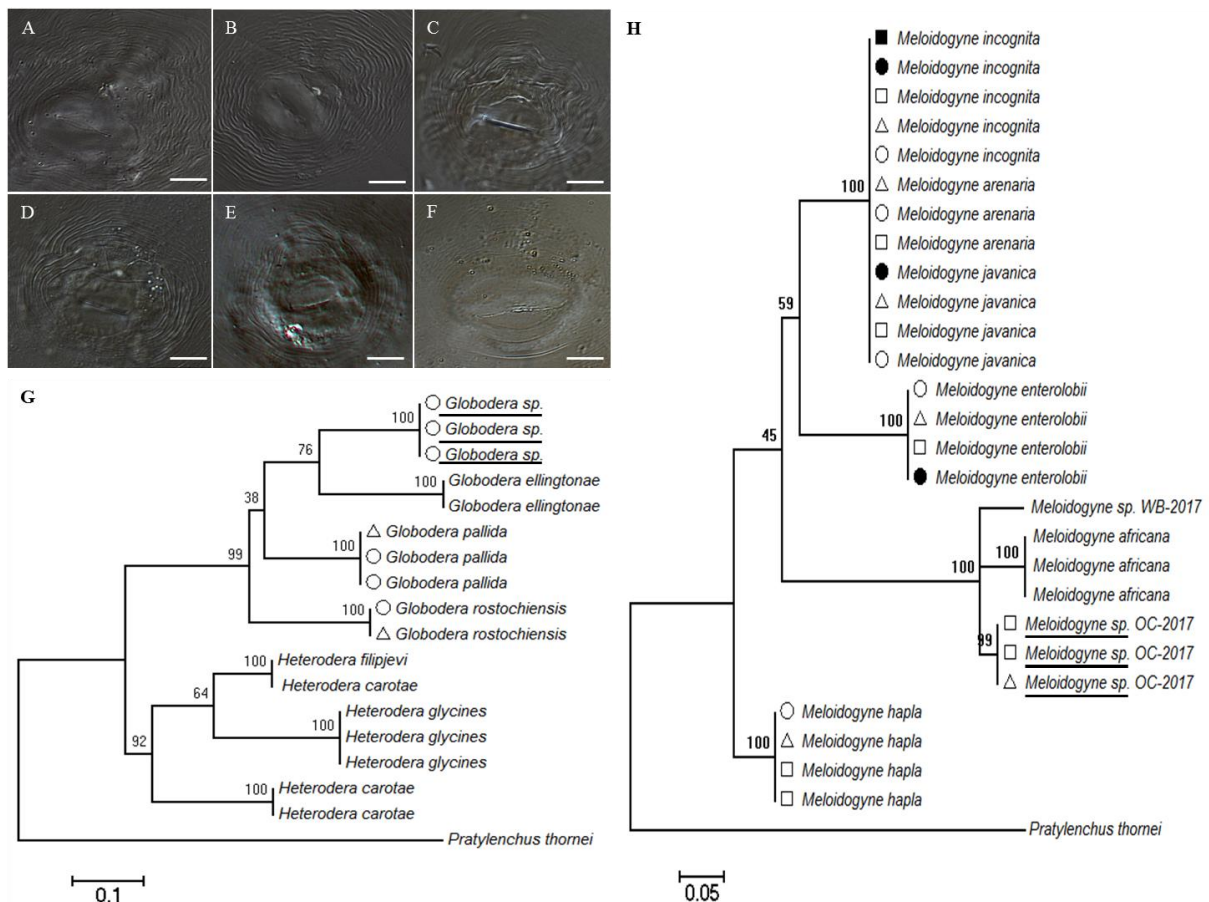 A
B
C
D
E
F
G
100
Globodera sp.
Globodera sp.
Globodera sp.
76
100
Globodera ellingtonae
Globodera ellingtonae
38
100
Globodera pallida
Globodera pallida
Globodera pallida
99
100
Globodera rostochiensis
Globodera rostochiensis
100
Heterodera filipjevi
Heterodera carotae
64
100
Heterodera glycines
Heterodera glycines
Heterodera glycines
92
100
Heterodera carotae
Heterodera carotae
Pratylenchus thornei
0.1
H
Meloidogyne incognita
Meloidogyne incognita
Meloidogyne incognita
Meloidogyne incognita
Meloidogyne incognita
100
Meloidogyne arenaria
Meloidogyne arenaria
Meloidogyne arenaria
Meloidogyne javanica
Meloidogyne javanica
Meloidogyne javanica
Meloidogyne javanica
59
Meloidogyne enterolobii
100
Meloidogyne enterolobii
Meloidogyne enterolobii
Meloidogyne enterolobii
45
Meloidogyne sp. WB-2017
Meloidogyne africana
100
100
Meloidogyne africana
Meloidogyne africana
Meloidogyne sp. OC-2017
99
Meloidogyne sp. OC-2017
Meloidogyne sp. OC-2017
Meloidogyne hapla
100
Meloidogyne hapla
Meloidogyne hapla
Meloidogyne hapla
Pratylenchus thornei
0.05